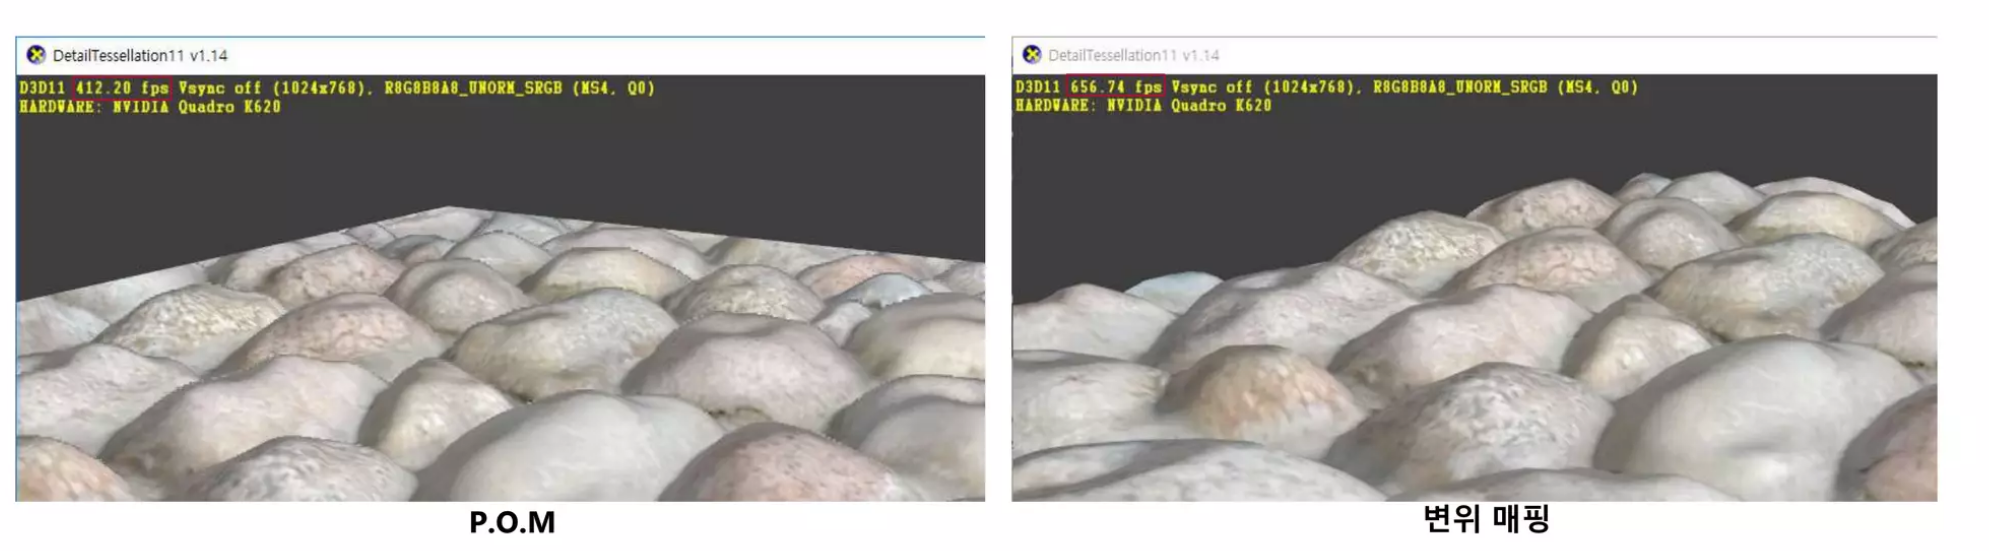 DetailTessellation11 v1.14
D3D11 412.20 fps Vsync off (1024x768), R8G8B8A8_UNORM_SRGB (MS4, Q0)
HARDWARE: NVIDIA Quadro K620
P.O.M
DetailTessellation11 v1.14
D3D11 656.74 fps Vsync off (1024x768), R8G8B8A8_UNORM_SRGB (MS4, Q0)
HARDWARE: NVIDIA Quadro K620
변위 매핑